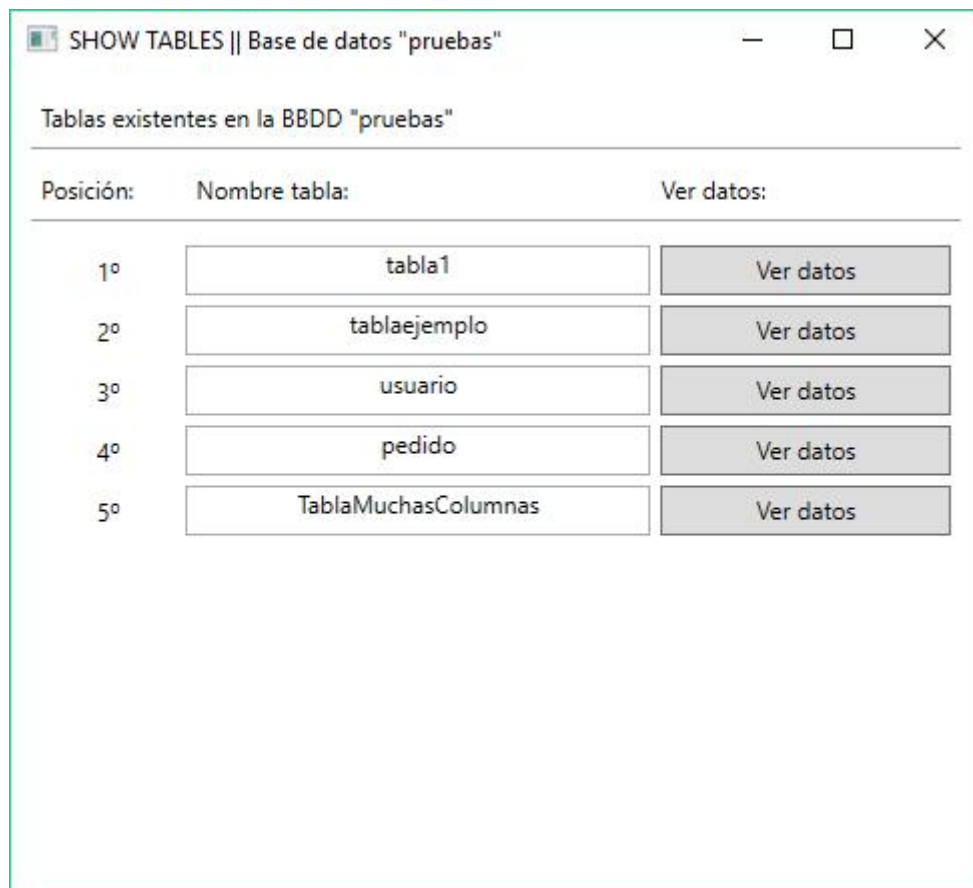 SHOW TABLES || Base de datos "pruebas"
Tablas existentes en la BBDD "pruebas"
Posición: Nombre tabla: Ver datos:
1º tabla1 Ver datos
2º tablaejemplo Ver datos
3º usuario Ver datos
4º pedido Ver datos
5º TablaMuchasColumnas Ver datos